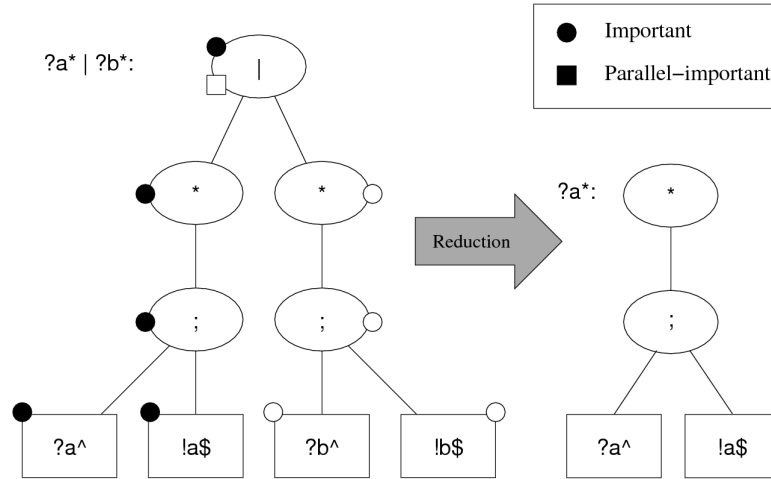 Important
?a* | ?b*:
|
Parallel-important
* * ?a*: *
Reduction
; ; ;
?a^ !a$ ?b^ !b$ ?a^ !a$